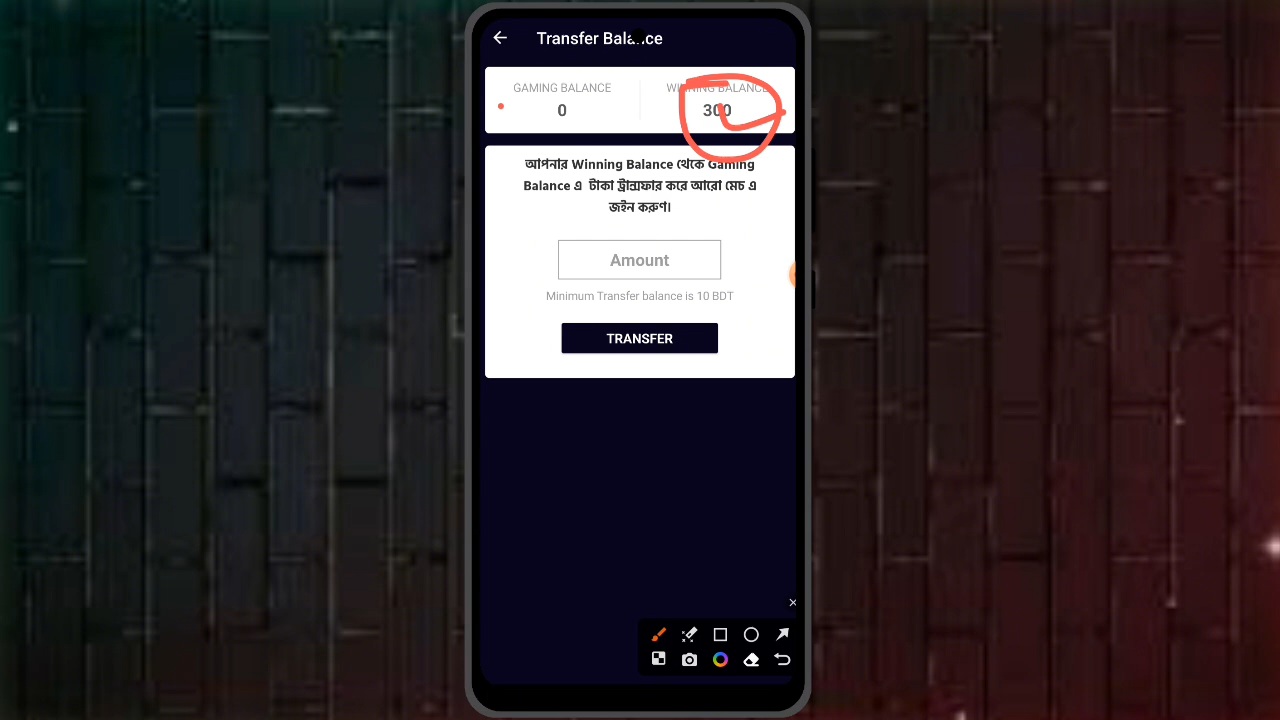 Transfer Balance
GAMING BALANCE
WINNING BALANCE
0
300
আপনার Winning Balance থেকে Gaming
Balance এ টাকা ট্রান্সফার করে আরো মেচ এ
জইন করুণ।
Amount
Minimum Transfer balance is 10 BDT
TRANSFER